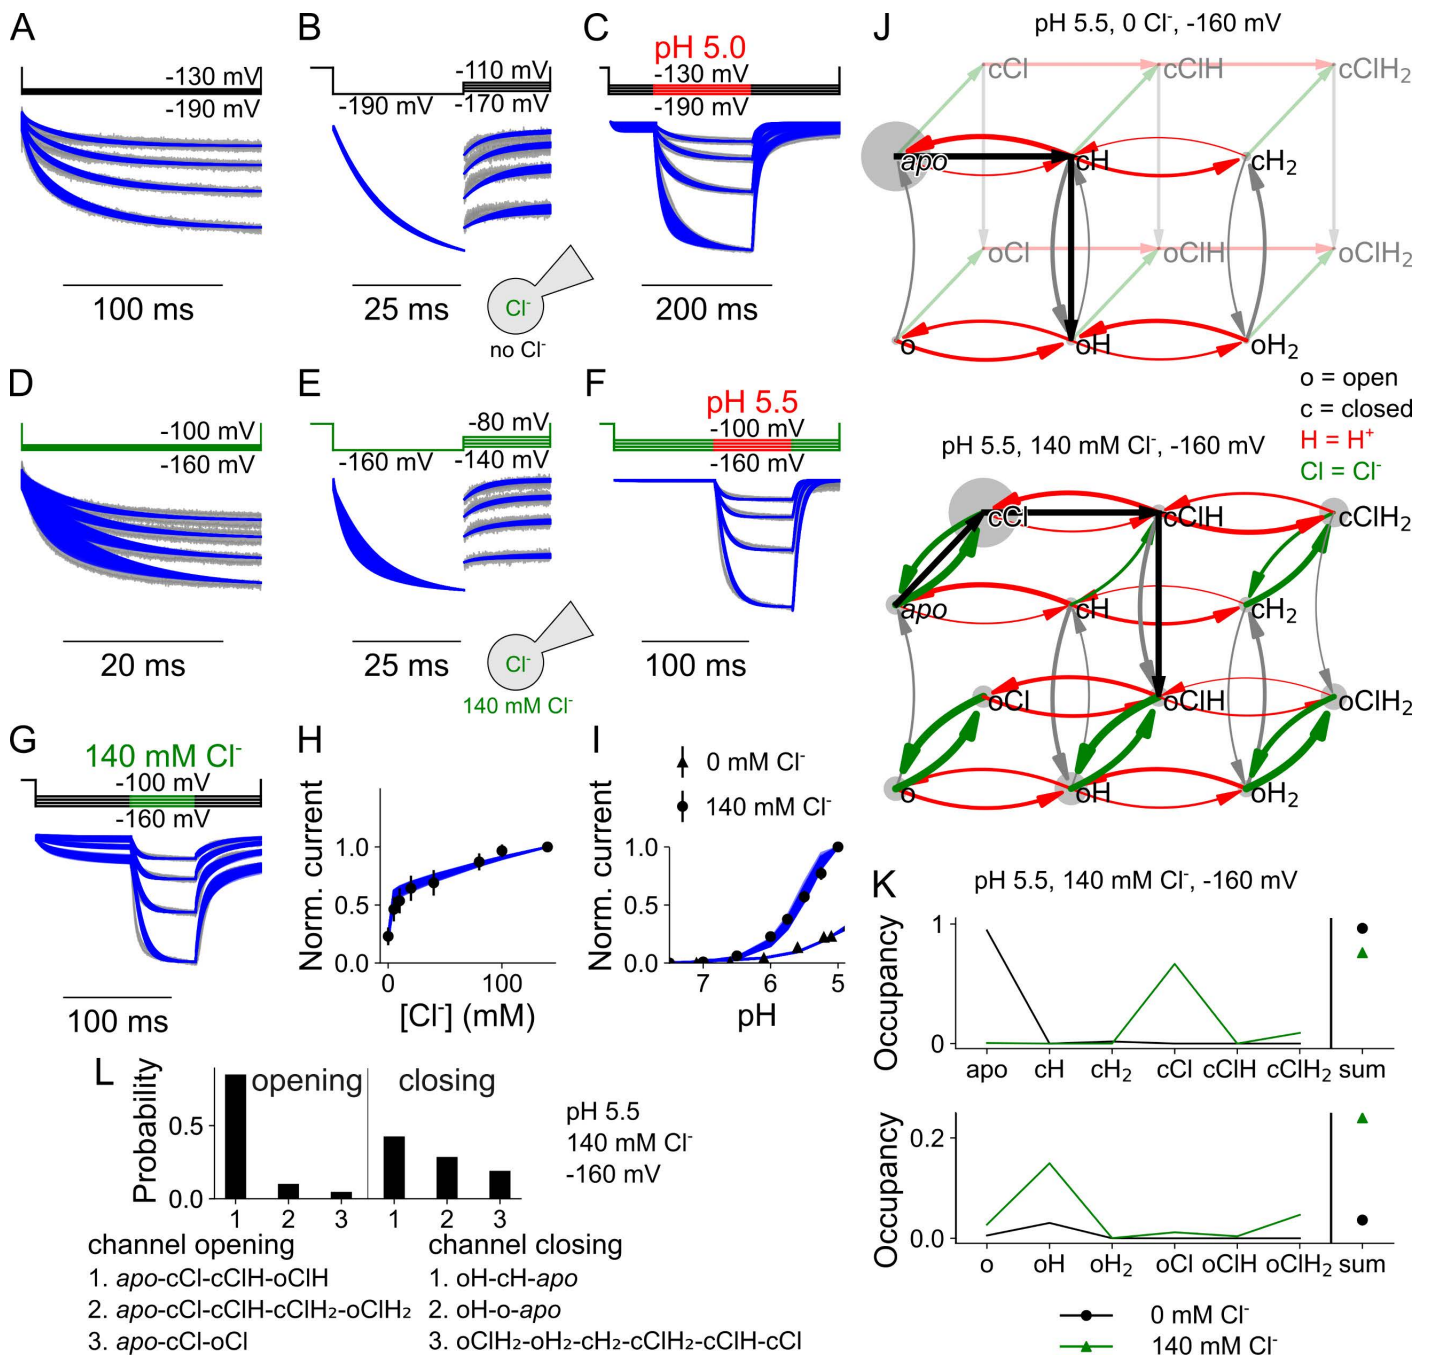 A
-130 mV
-190 mV
100 ms
B
-110 mV
-190 mV -170 mV
25 ms
Cl-
no Cl-
C
pH 5.0
-130 mV
-190 mV
200 ms
D
-100 mV
-160 mV
20 ms
E
-80 mV
-160 mV -140 mV
25 ms
Cl-
140 mM Cl-
F
pH 5.5
-100 mV
-160 mV
100 ms
G
140 mM Cl-
-100 mV
-160 mV
100 ms
H
Norm. current
1.0
0.5
0.0
0 100
[Cl-] (mM)
I
0 mM Cl-
140 mM Cl-
Norm. current
1.0
0.5
0.0
7 6 5
pH
J
pH 5.5, 0 Cl-, -160 mV
cCl cClH cClH₂
apo cH cH₂
oCl oClH oClH₂
o oH oH₂
o = open
c = closed
H = H+
Cl = Cl-
pH 5.5, 140 mM Cl-, -160 mV
cCl cClH cClH₂
apo cH cH₂
oCl oClH oClH₂
o oH oH₂
K
pH 5.5, 140 mM Cl-, -160 mV
Occupancy
1
0
apo cH cH₂ cCl cClH cClH₂ sum
Occupancy
0.2
0.0
o oH oH₂ oCl oClH oClH₂ sum
0 mM Cl-
140 mM Cl-
L
Probability
0.5
0.0
opening closing
1 2 3 1 2 3
pH 5.5
140 mM Cl-
-160 mV
channel opening
1. apo-cCl-cClH-oClH
2. apo-cCl-cClH-cClH₂-oClH₂
3. apo-cCl-oCl
channel closing
1. oH-cH-apo
2. oH-o-apo
3. oClH₂-oH₂-cH₂-cClH₂-cClH-cCl